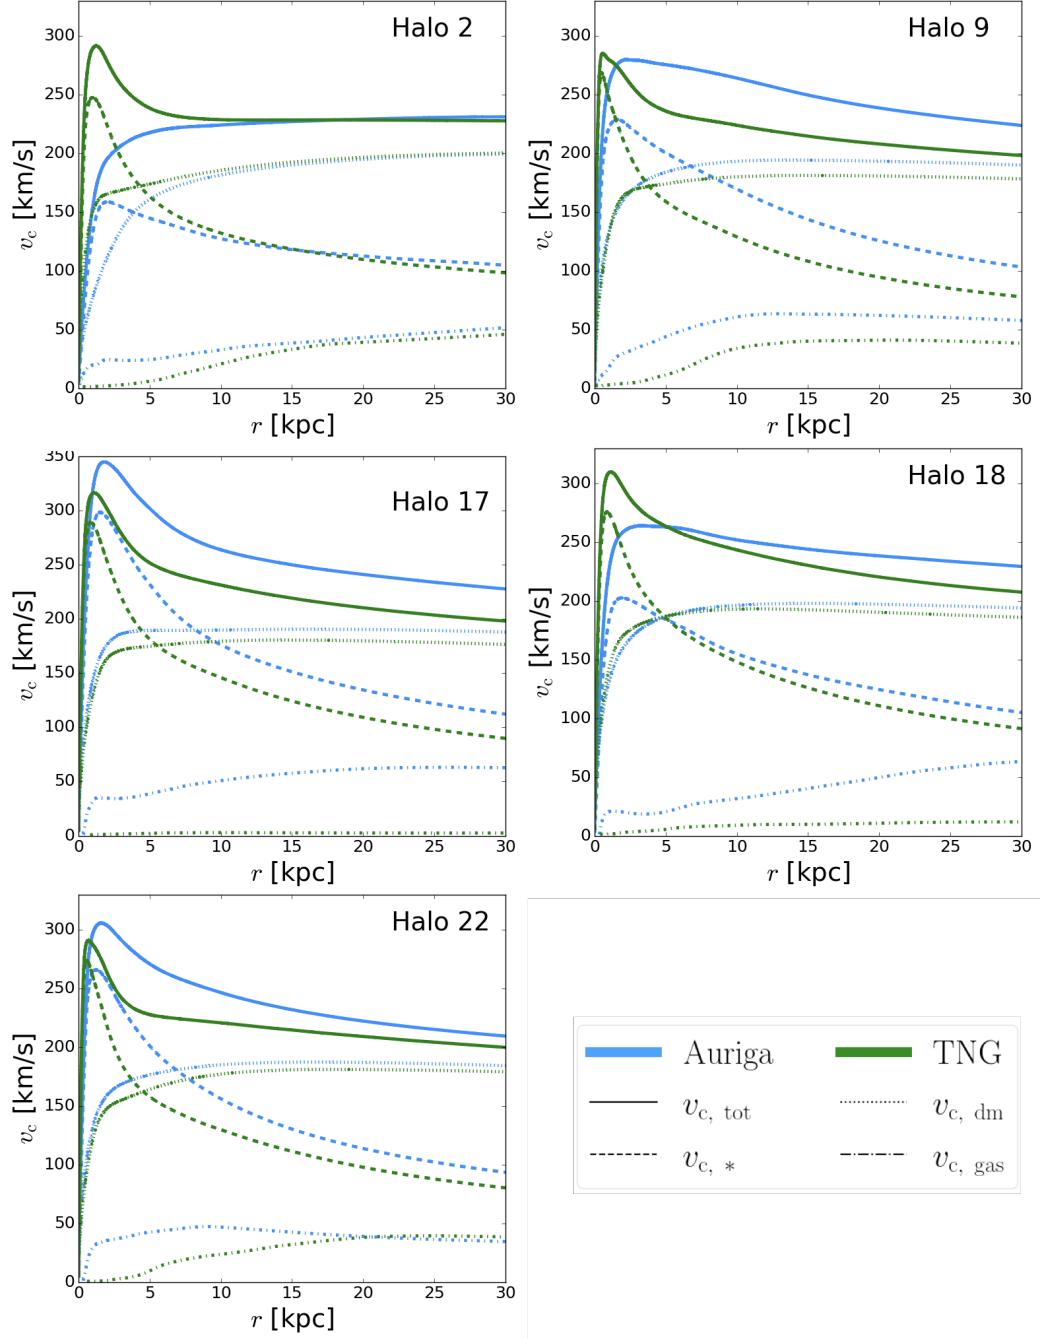 Halo 2
v_c [km/s]
300
250
200
150
100
50
0
0 5 10 15 20 25 30
r [kpc]
Halo 9
v_c [km/s]
300
250
200
150
100
50
0
0 5 10 15 20 25 30
r [kpc]
Halo 17
v_c [km/s]
350
300
250
200
150
100
50
0
0 5 10 15 20 25 30
r [kpc]
Halo 18
v_c [km/s]
300
250
200
150
100
50
0
0 5 10 15 20 25 30
r [kpc]
Halo 22
v_c [km/s]
300
250
200
150
100
50
0
0 5 10 15 20 25 30
r [kpc]
Auriga TNG
v_c, tot v_c, dm
v_c, * v_c, gas